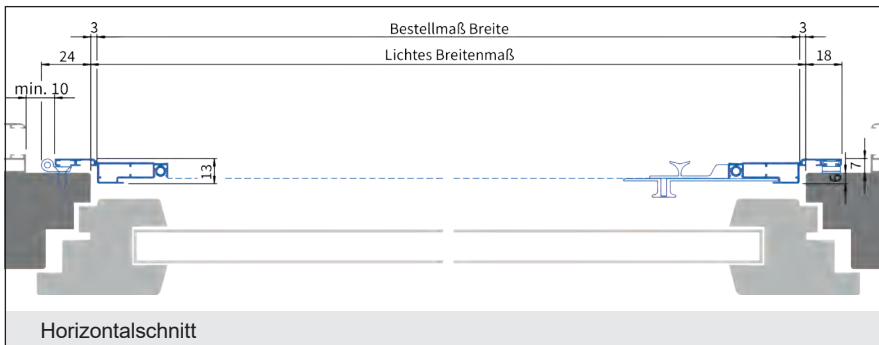 3 Bestellmaß Breite 3
24 Lichtes Breitenmaß 18
min. 10
13
7
6
Horizontalschnitt